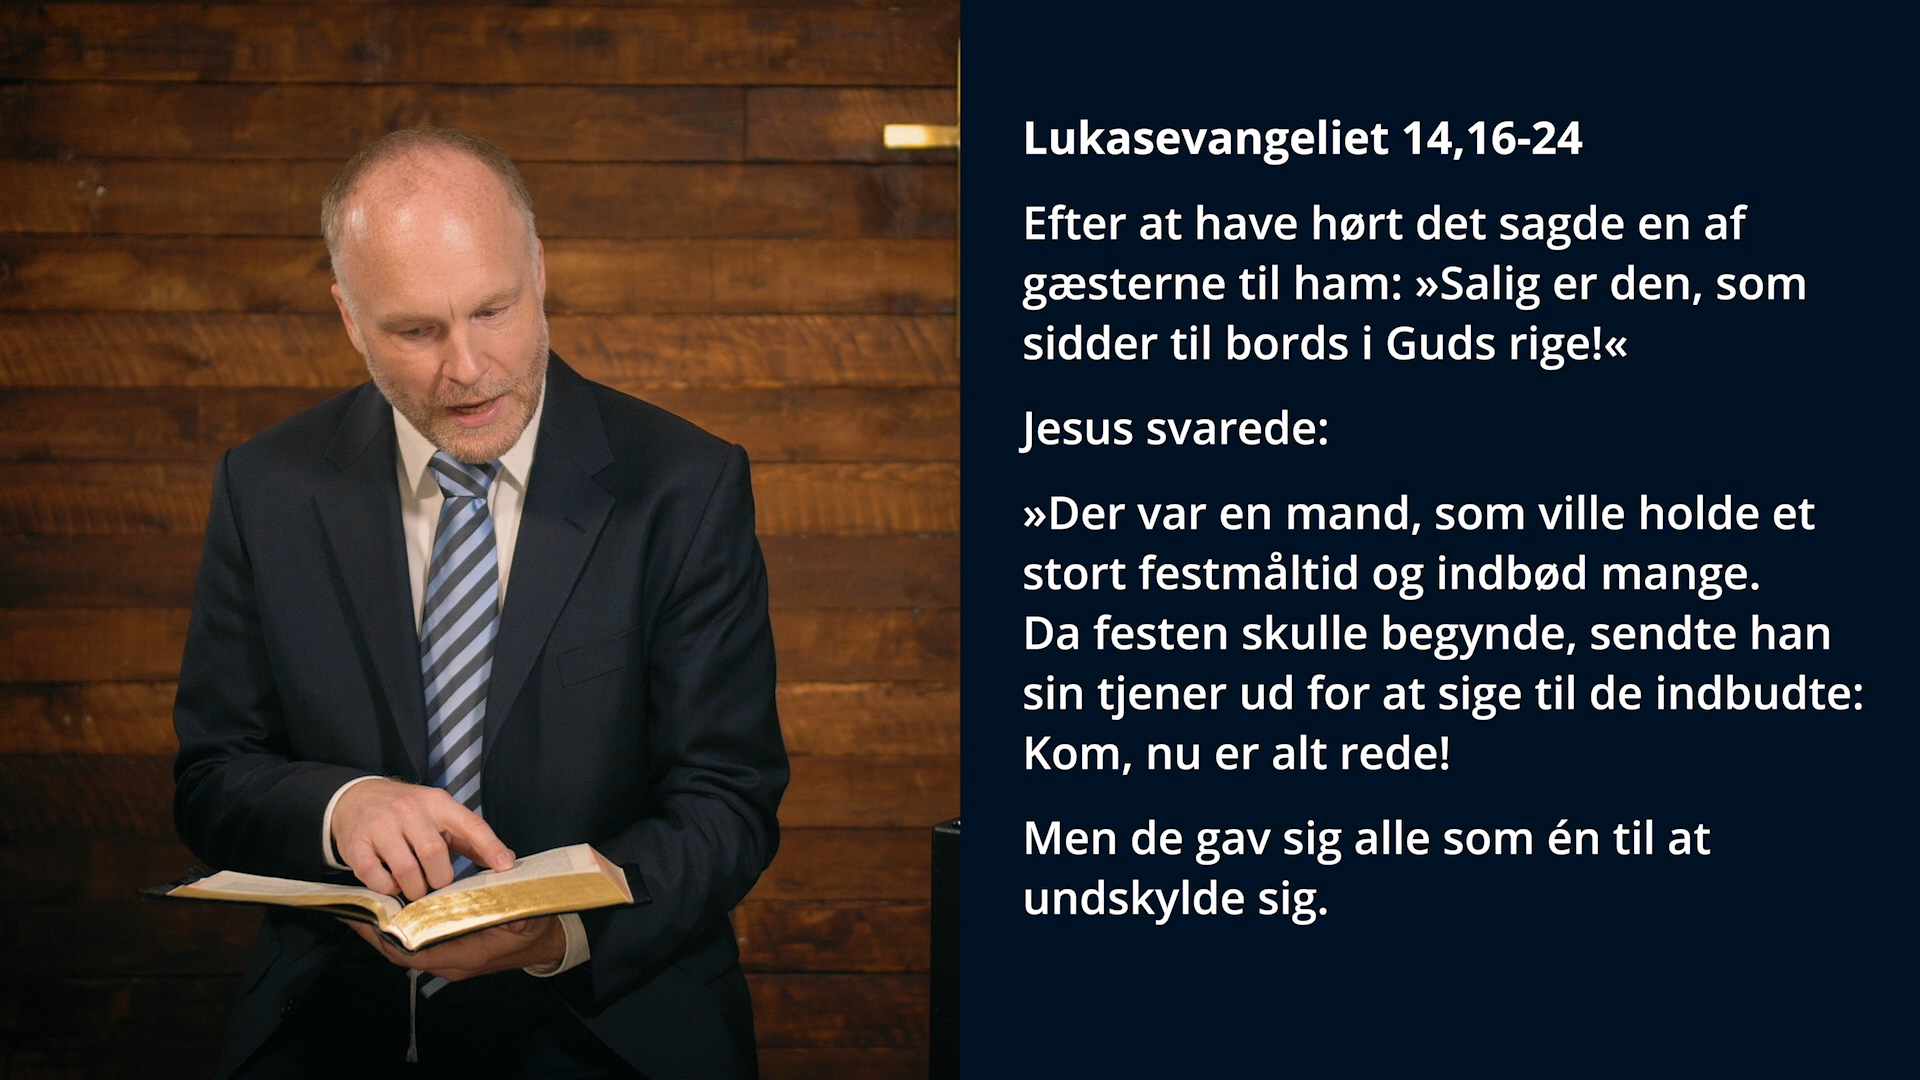 Lukasevangeliet 14,16-24
Efter at have hørt det sagde en af
gæsterne til ham: »Salig er den, som
sidder til bords i Guds rige!«
Jesus svarede:
»Der var en mand, som ville holde et
stort festmåltid og indbød mange.
Da festen skulle begynde, sendte han
sin tjener ud for at sige til de indbudte:
Kom, nu er alt rede!
Men de gav sig alle som én til at
undskylde sig.